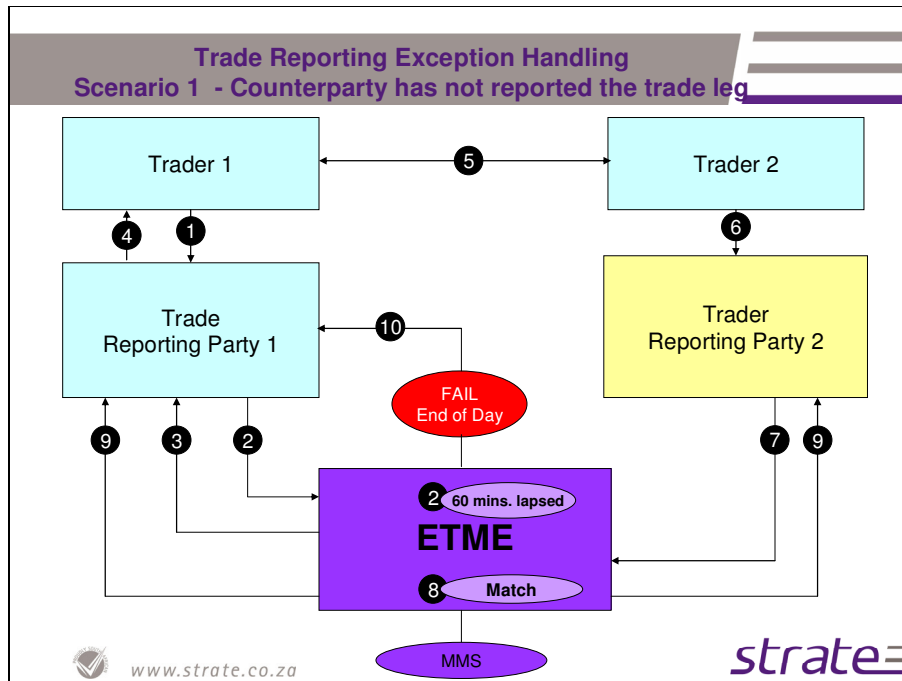 Trade Reporting Exception Handling
Scenario 1 - Counterparty has not reported the trade leg
Trader 1
5
Trader 2
4
1
6
Trade
Reporting Party 1
10
Trader
Reporting Party 2
FAIL
End of Day
9
3
2
7
9
2
60 mins. lapsed
ETME
8
Match
MMS
www.strate.co.za
strate